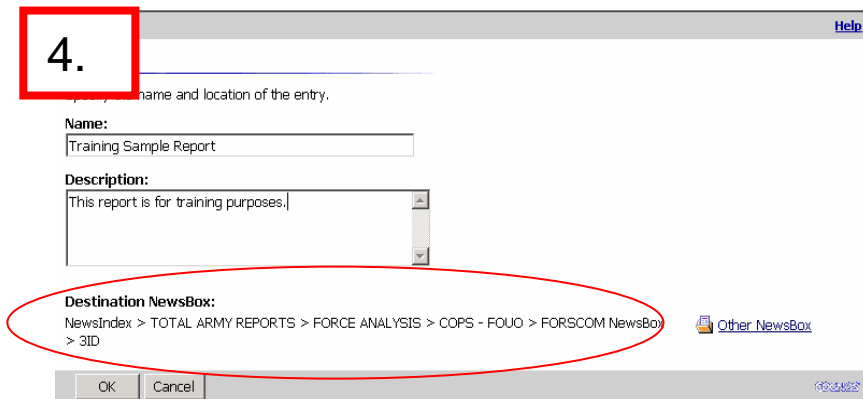 Help
4.
name and location of the entry.
Name:
Training Sample Report
Description:
This report is for training purposes.
Destination NewsBox:
NewsIndex > TOTAL ARMY REPORTS > FORCE ANALYSIS > COPS - FOUO > FORSCOM NewsBox
> 3ID
Other NewsBox
OK Cancel